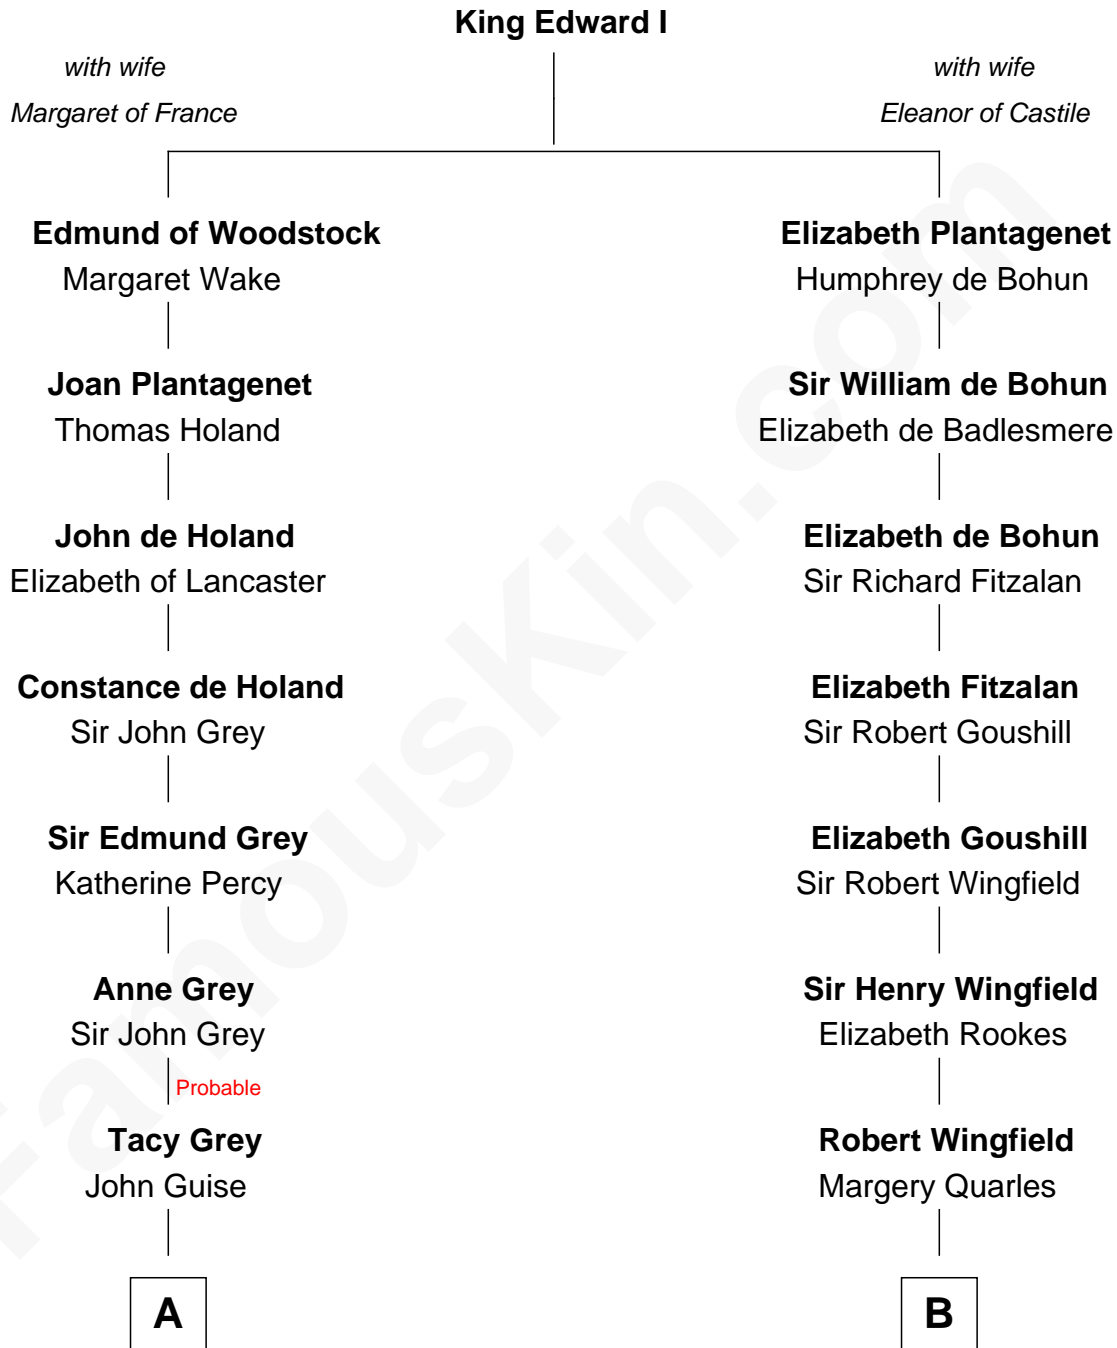 King Edward I
with wife
Margaret of France
with wife
Eleanor of Castile
Edmund of Woodstock
Margaret Wake
Elizabeth Plantagenet
Humphrey de Bohun
Joan Plantagenet
Thomas Holand
Sir William de Bohun
Elizabeth de Badlesmere
John de Holand
Elizabeth of Lancaster
Elizabeth de Bohun
Sir Richard Fitzalan
Constance de Holand
Sir John Grey
Elizabeth Fitzalan
Sir Robert Goushill
Sir Edmund Grey
Katherine Percy
Elizabeth Goushill
Sir Robert Wingfield
Anne Grey
Sir John Grey
Sir Henry Wingfield
Elizabeth Rookes
Probable
Tacy Grey
John Guise
Robert Wingfield
Margery Quarles
A
B
FamousKin.com